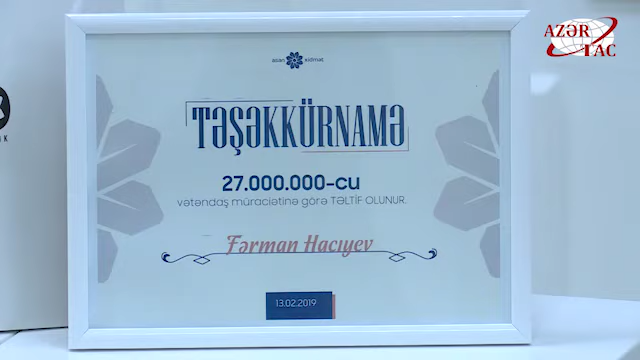 AZƏR
TAC
asan xidmət
TƏŞƏKKÜRNAMƏ
27.000.000-cu
vətəndaş müraciətinə görə TƏLTİF OLUNUR.
Fərman Hacıyev
13.02.2019